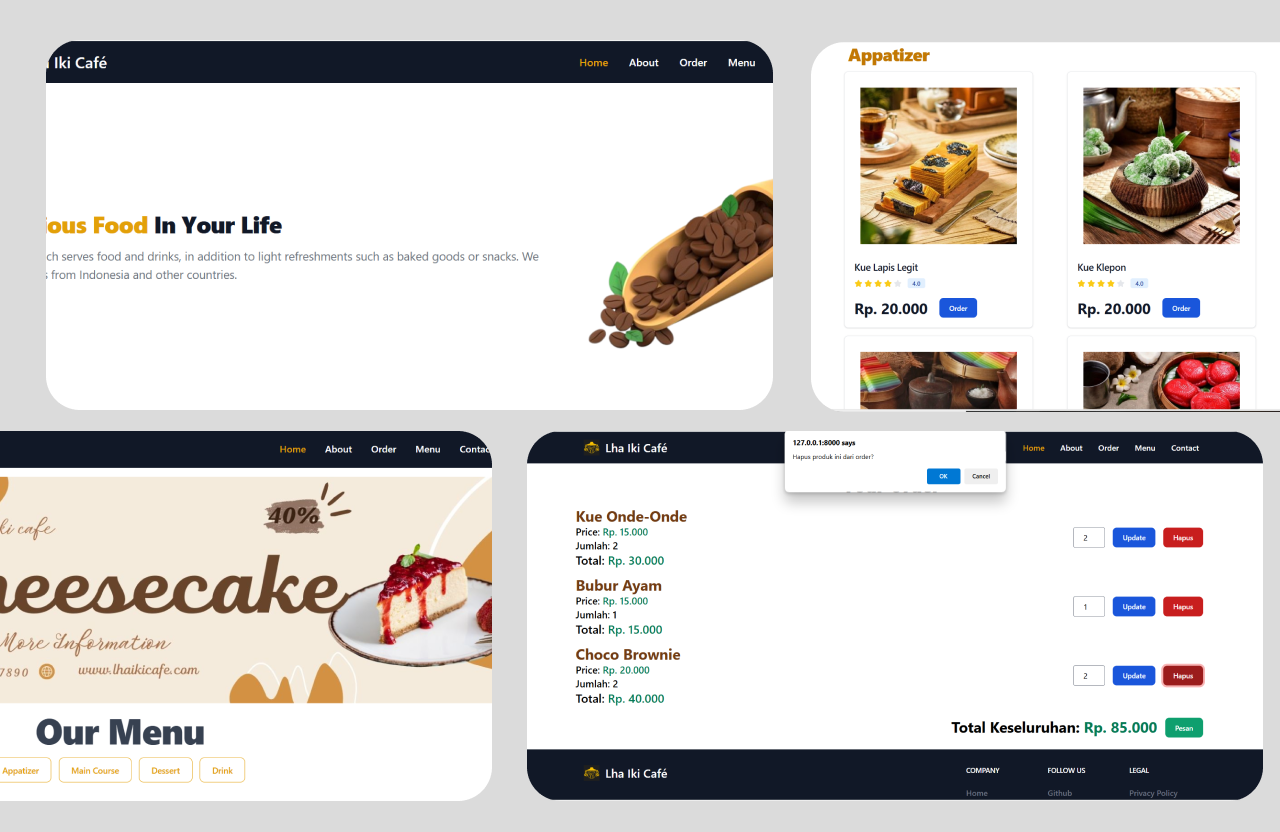 Iki Café
Home About Order Menu
ious Food In Your Life
ch serves food and drinks, in addition to light refreshments such as baked goods or snacks. We
s from Indonesia and other countries.
Appatizer
Kue Lapis Legit
4.0
Rp. 20.000 Order
Kue Klepon
4.0
Rp. 20.000 Order
Home About Order Menu Contac
ki cafe
40%
heesecake
More Information
7890 www.lhaikicafe.com
Our Menu
Appatizer Main Course Dessert Drink
Lha Iki Café
Home About Order Menu Contact
127.0.0.1:8000 says
Hapus produk ini dari order?
OK Cancel
Kue Onde-Onde
Price: Rp. 15.000
Jumlah: 2
Total: Rp. 30.000
2 Update Hapus
Bubur Ayam
Price: Rp. 15.000
Jumlah: 1
Total: Rp. 15.000
1 Update Hapus
Choco Brownie
Price: Rp. 20.000
Jumlah: 2
Total: Rp. 40.000
2 Update Hapus
Total Keseluruhan: Rp. 85.000 Pesan
Lha Iki Café
COMPANY FOLLOW US LEGAL
Home Github Privacy Policy